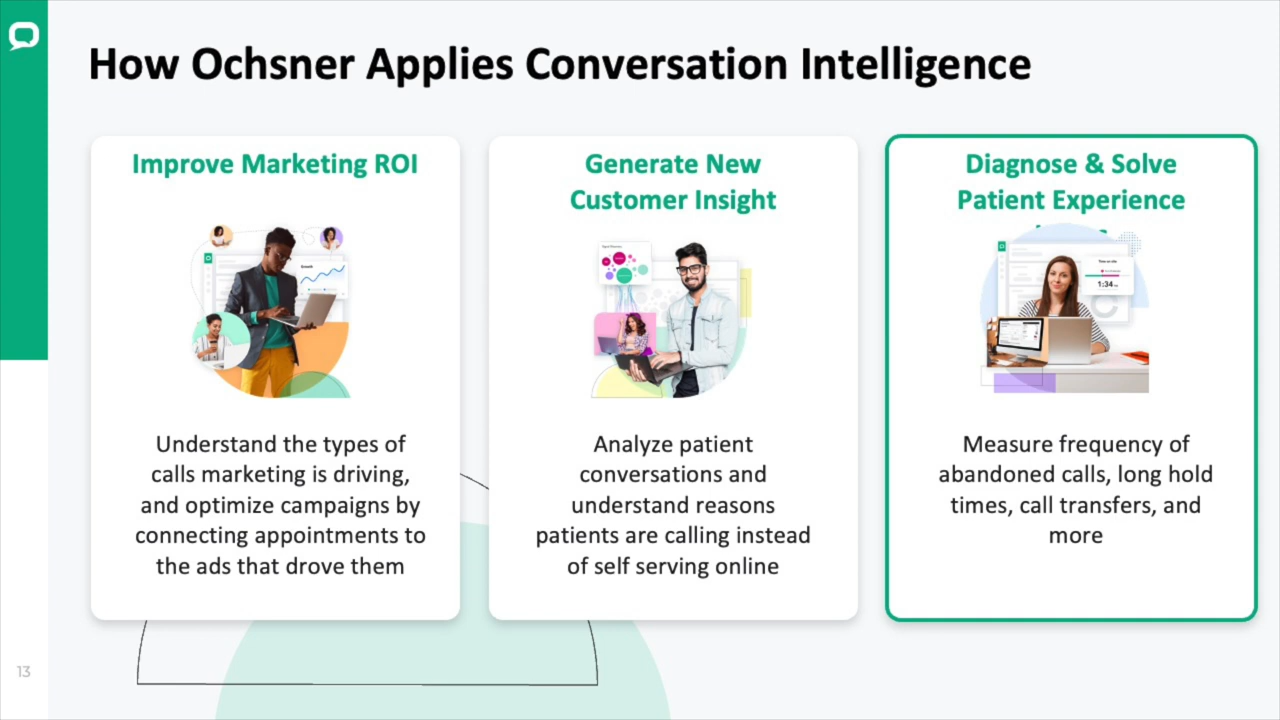 How Ochsner Applies Conversation Intelligence
Improve Marketing ROI
Understand the types of
calls marketing is driving,
and optimize campaigns by
connecting appointments to
the ads that drove them
Generate New
Customer Insight
Analyze patient
conversations and
understand reasons
patients are calling instead
of self serving online
Diagnose & Solve
Patient Experience
1:34
Measure frequency of
abandoned calls, long hold
times, call transfers, and
more
13